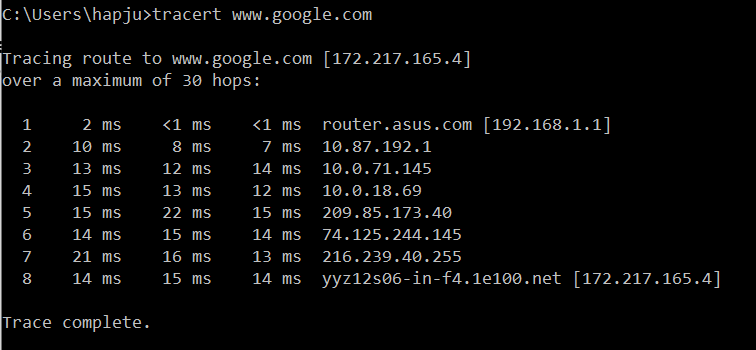 C:\Users\hapju>tracert www.google.com
Tracing route to www.google.com [172.217.165.4]
over a maximum of 30 hops:
1 2 ms <1 ms <1 ms router.asus.com [192.168.1.1]
2 10 ms 8 ms 7 ms 10.87.192.1
3 13 ms 12 ms 14 ms 10.0.71.145
4 15 ms 13 ms 12 ms 10.0.18.69
5 15 ms 22 ms 15 ms 209.85.173.40
6 14 ms 15 ms 14 ms 74.125.244.145
7 21 ms 16 ms 13 ms 216.239.40.255
8 14 ms 15 ms 14 ms yyz12s06-in-f4.1e100.net [172.217.165.4]
Trace complete.